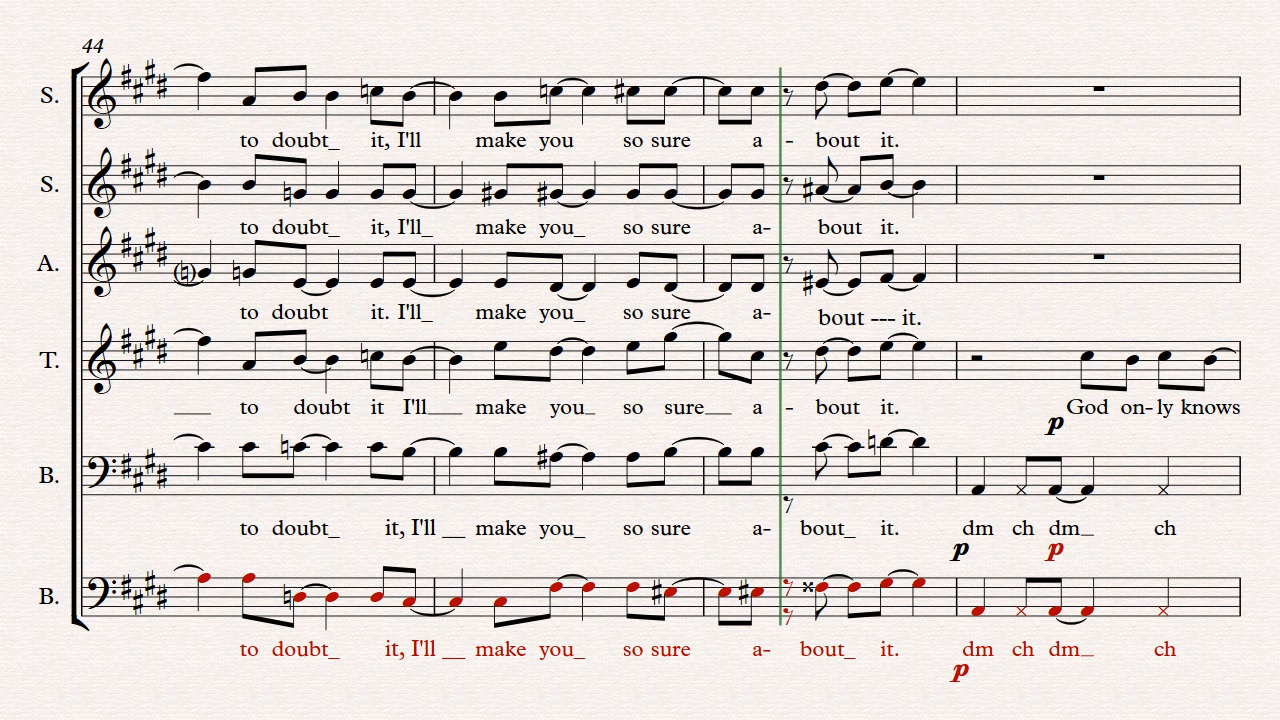 44
S. to doubt_ it, I'll make you so sure a - bout it.
S. to doubt_ it, I'll_ make you_ so sure a- bout it.
A. to doubt it. I'll_ make you_ so sure a- bout --- it.
T. ___ to doubt it I'll___ make you_ so sure__ a - bout it. God on-ly knows
p
B. to doubt_ it, I'll __ make you_ so sure a- bout_ it. dm ch dm_ ch
p p
B. to doubt_ it, I'll __ make you_ so sure a- bout_ it. dm ch dm_ ch
p